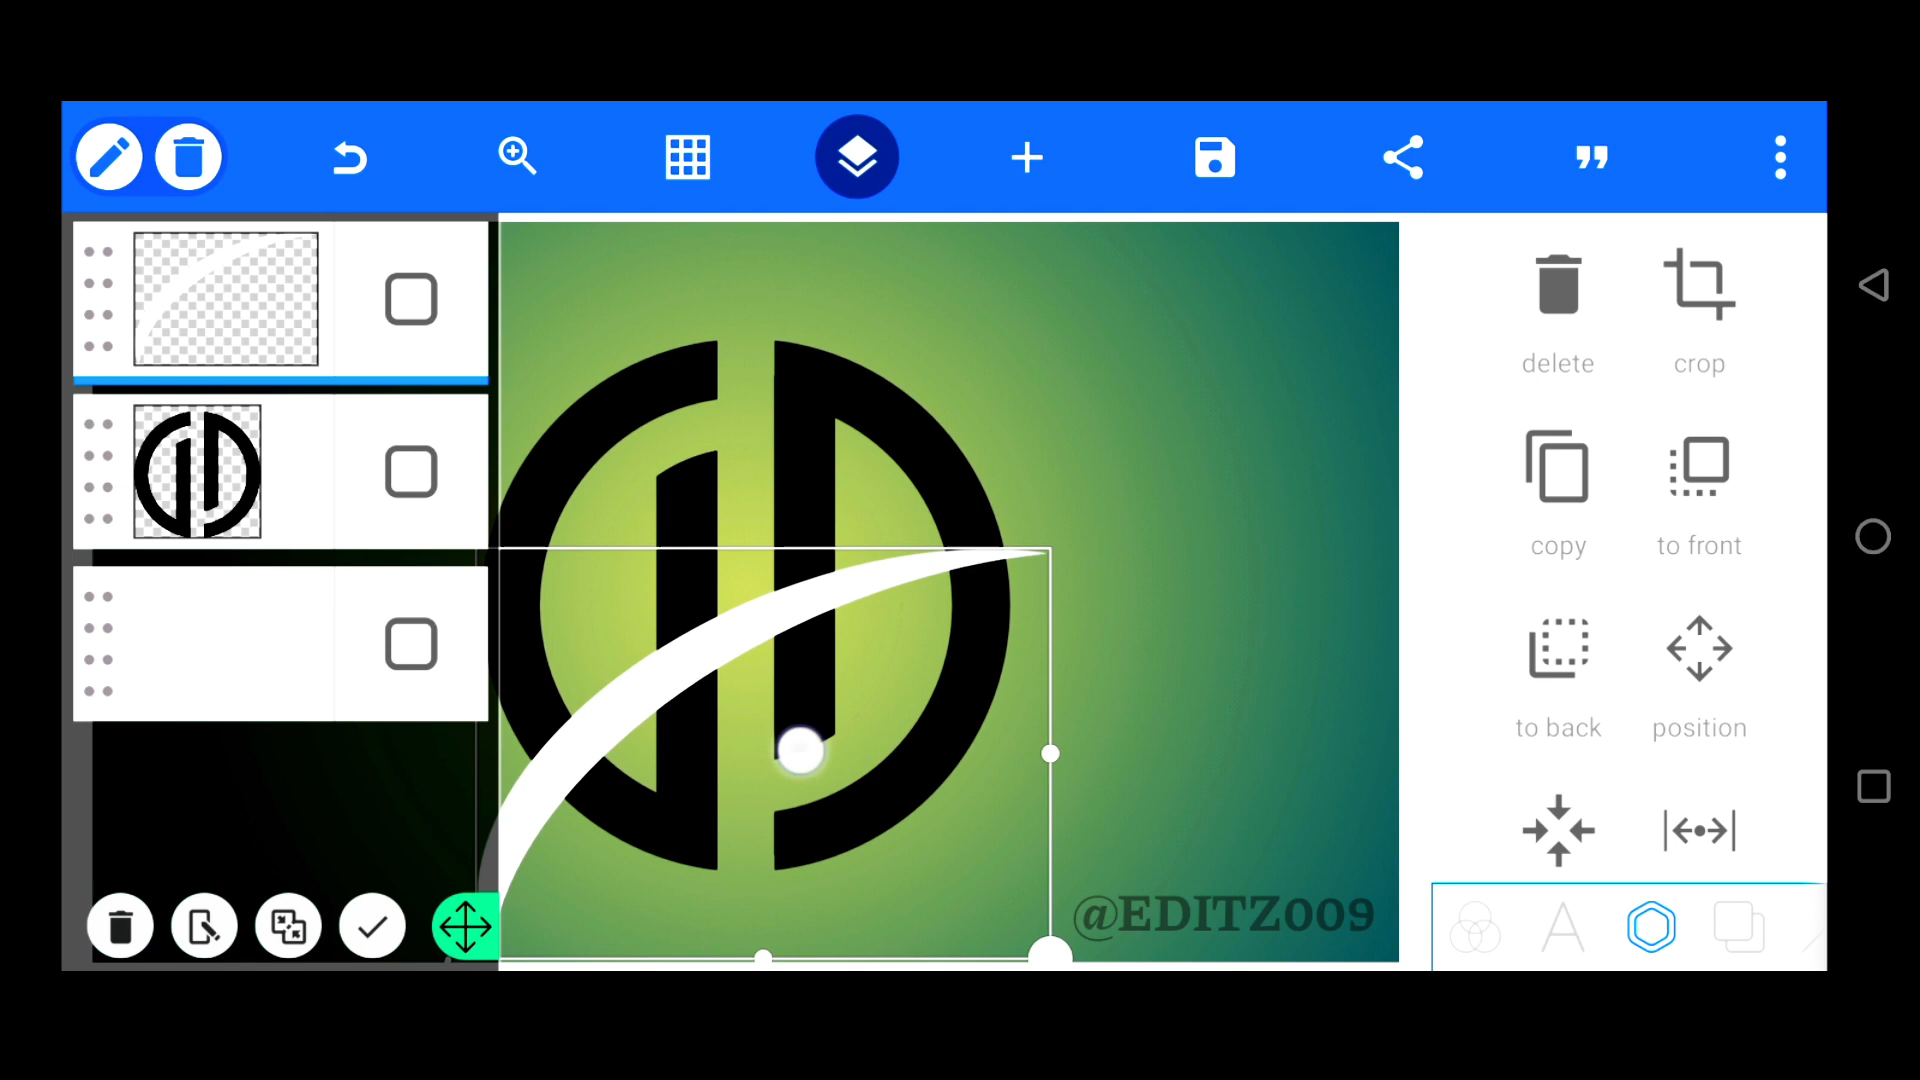 delete
crop
copy
to front
to back
position
@EDITZ009